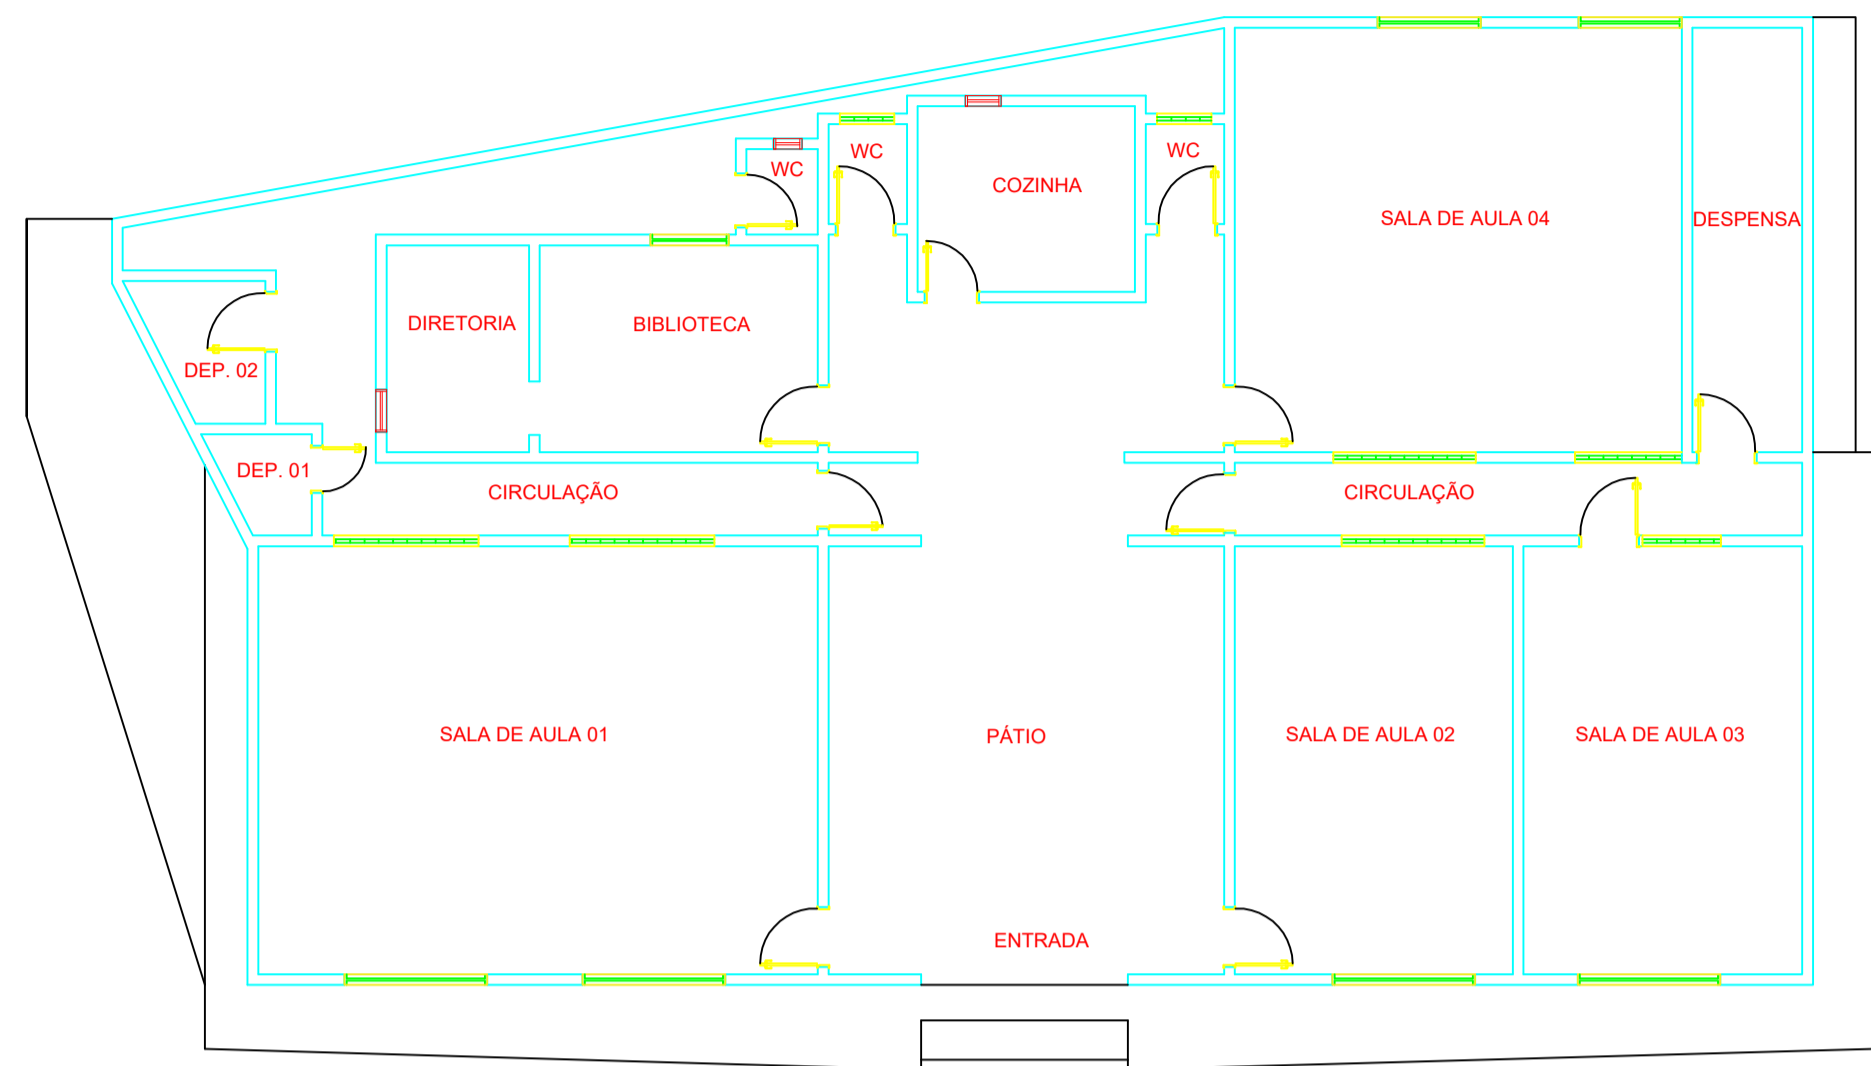 WC
WC
WC
COZINHA
SALA DE AULA 04
DESPENSA
DIRETORIA
BIBLIOTECA
DEP. 02
DEP. 01
CIRCULAÇÃO
CIRCULAÇÃO
SALA DE AULA 01
PÁTIO
SALA DE AULA 02
SALA DE AULA 03
ENTRADA